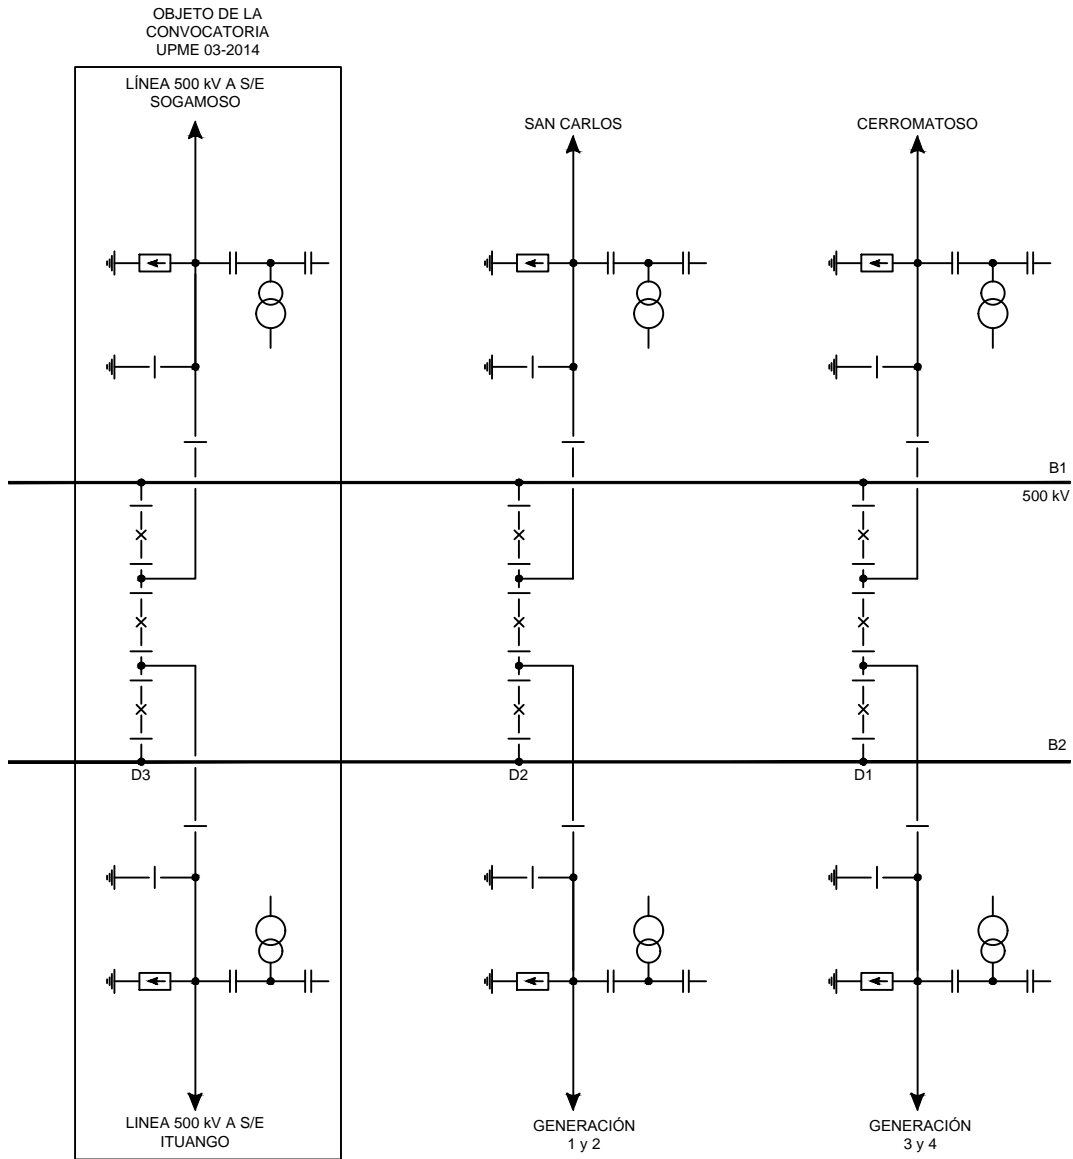 OBJETO DE LA
CONVOCATORIA
UPME 03-2014
LÍNEA 500 kV A S/E
SOGAMOSO
SAN CARLOS
CERROMATOSO
B1
500 kV
B2
D3
D2
D1
LINEA 500 kV A S/E
ITUANGO
GENERACIÓN
1 y 2
GENERACIÓN
3 y 4